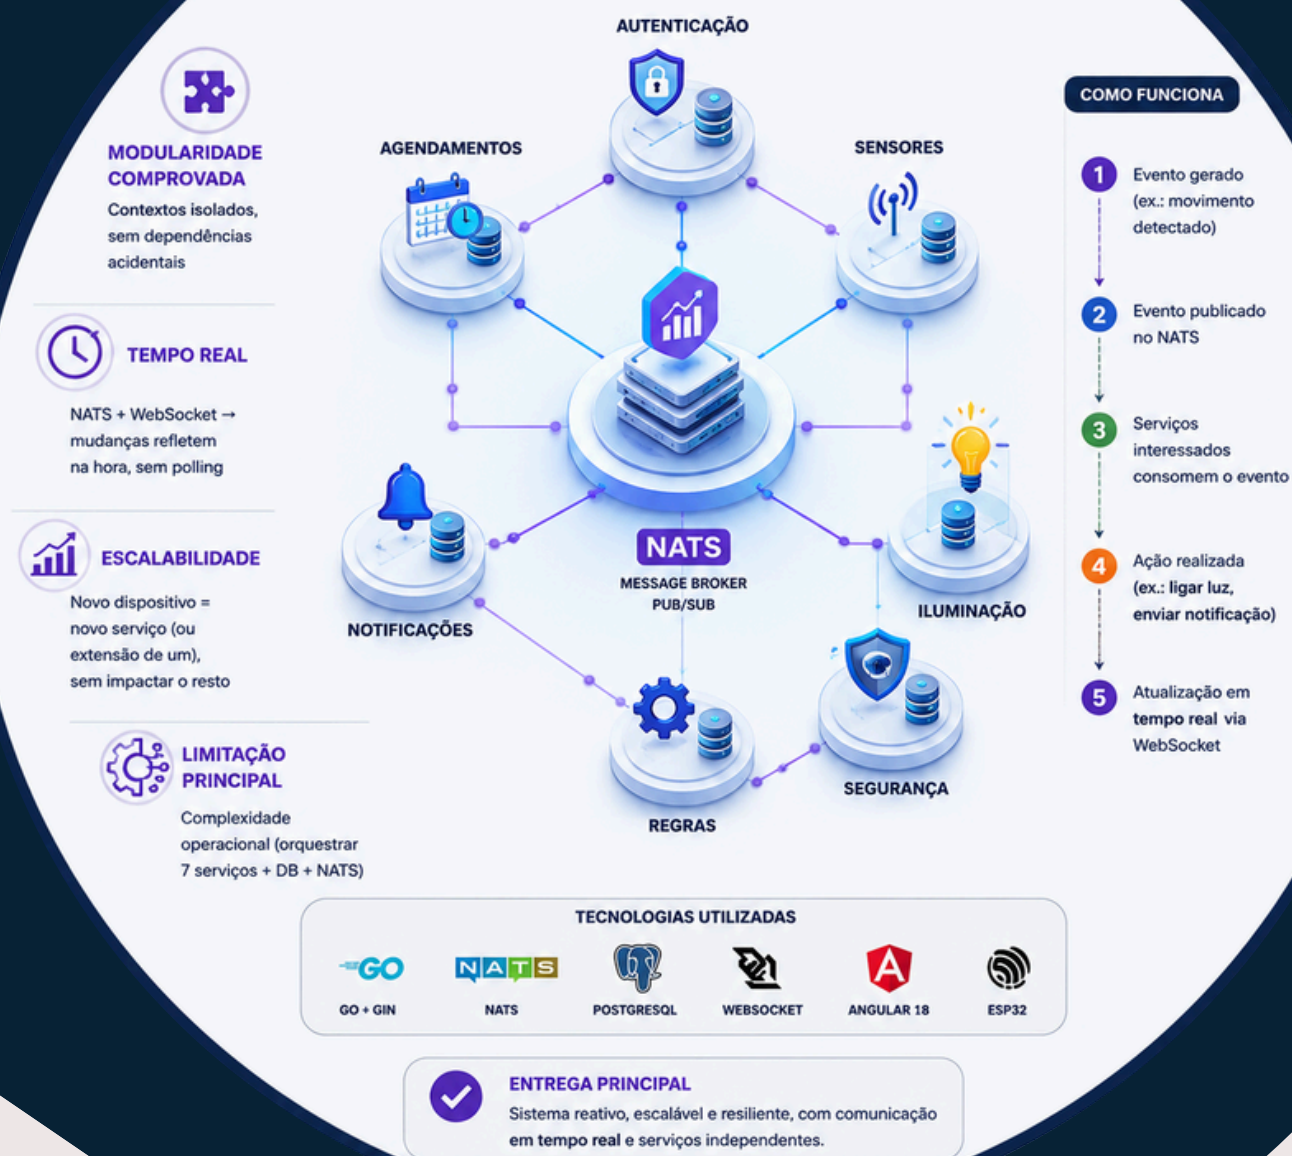 MODULARIDADE
COMPROVADA
Contextos isolados,
sem dependências
acidentais
TEMPO REAL
NATS + WebSocket →
mudanças refletem
na hora, sem polling
ESCALABILIDADE
Novo dispositivo =
novo serviço (ou
extensão de um),
sem impactar o resto
LIMITAÇÃO
PRINCIPAL
Complexidade
operacional (orquestrar
7 serviços + DB + NATS)
AUTENTICAÇÃO
AGENDAMENTOS
SENSORES
NATS
MESSAGE BROKER
PUB/SUB
NOTIFICAÇÕES
ILUMINAÇÃO
SEGURANÇA
REGRAS
COMO FUNCIONA
1
Evento gerado
(ex.: movimento
detectado)
2
Evento publicado
no NATS
3
Serviços
interessados
consomem o evento
4
Ação realizada
(ex.: ligar luz,
enviar notificação)
5
Atualização em
tempo real via
WebSocket
TECNOLOGIAS UTILIZADAS
GO
NATS
GO + GIN
NATS
POSTGRESQL
WEBSOCKET
ANGULAR 18
ESP32
ENTREGA PRINCIPAL
Sistema reativo, escalável e resiliente, com comunicação
em tempo real e serviços independentes.